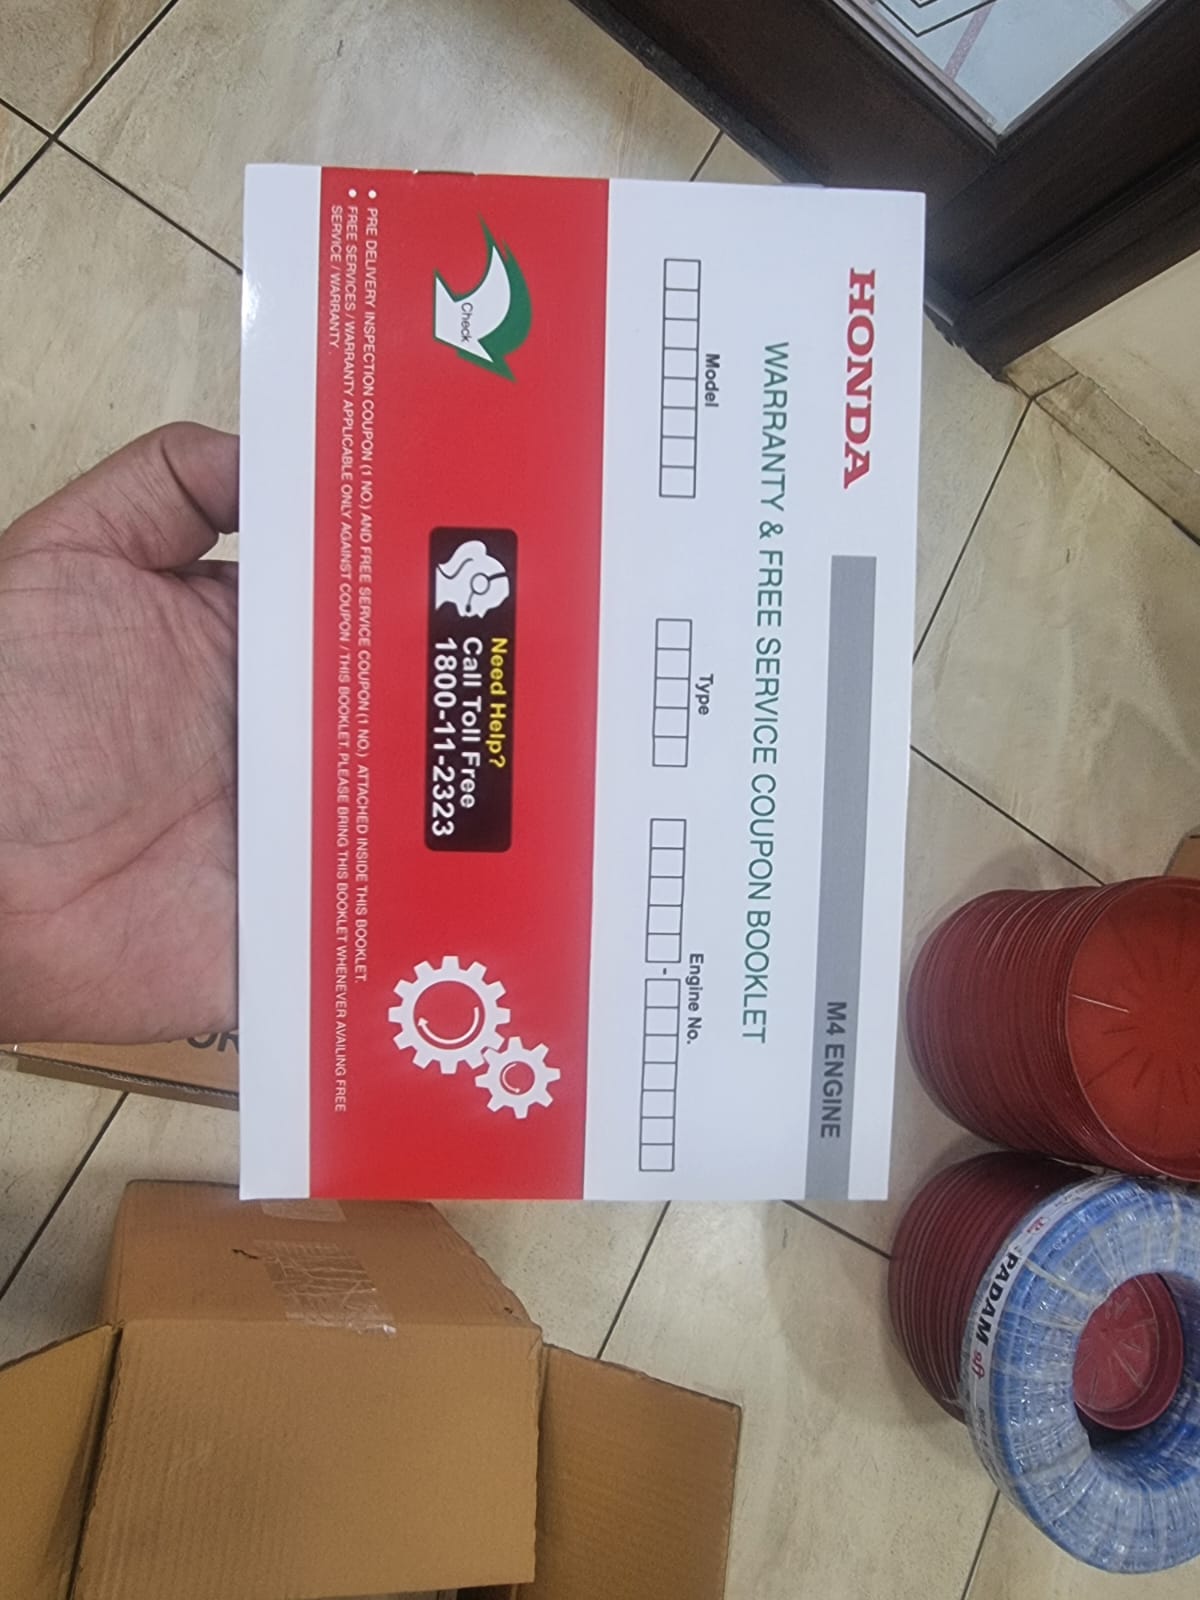 HONDA
M4 ENGINE
WARRANTY & FREE SERVICE COUPON BOOKLET
Model
Type
Engine No.
-
Check
Need Help?
Call Toll Free
1800-11-2323
• PRE DELIVERY INSPECTION COUPON (1 NO.) AND FREE SERVICE COUPON (1 NO.) ATTACHED INSIDE THIS BOOKLET.
• FREE SERVICES / WARRANTY APPLICABLE ONLY AGAINST COUPON / THIS BOOKLET. PLEASE BRING THIS BOOKLET WHENEVER AVAILING FREE
SERVICE / WARRANTY.
PADAM